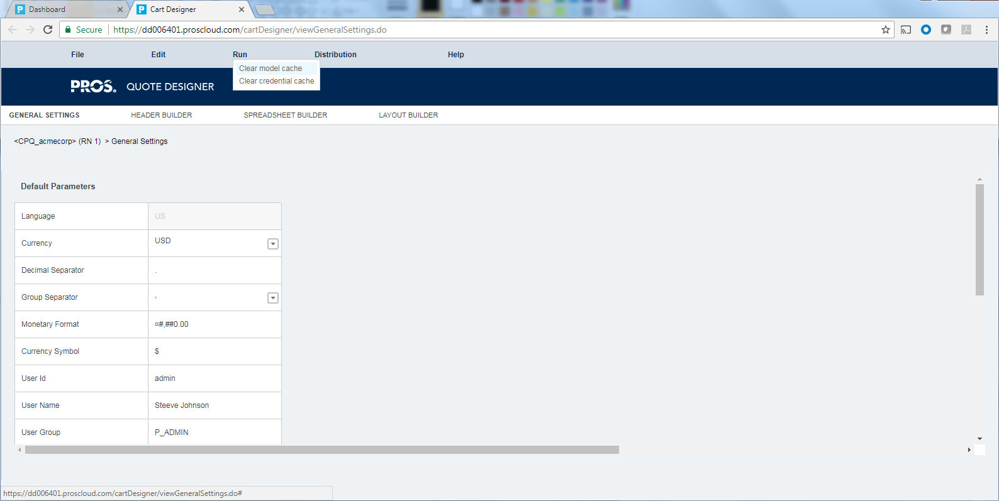 Dashboard
Cart Designer
Secure
https://dd006401.proscloud.com/cartDesigner/viewGeneralSettings.do
File Edit Run Distribution Help
Clear model cache
Clear credential cache
PROS. QUOTE DESIGNER
GENERAL SETTINGS HEADER BUILDER SPREADSHEET BUILDER LAYOUT BUILDER
<CPQ_acmecorp> (RN 1) > General Settings
Default Parameters
Language US
Currency USD
Decimal Separator .
Group Separator ,
Monetary Format ¤#,##0.00
Currency Symbol $
User Id admin
User Name Steeve Johnson
User Group P_ADMIN
https://dd006401.proscloud.com/cartDesigner/viewGeneralSettings.do#